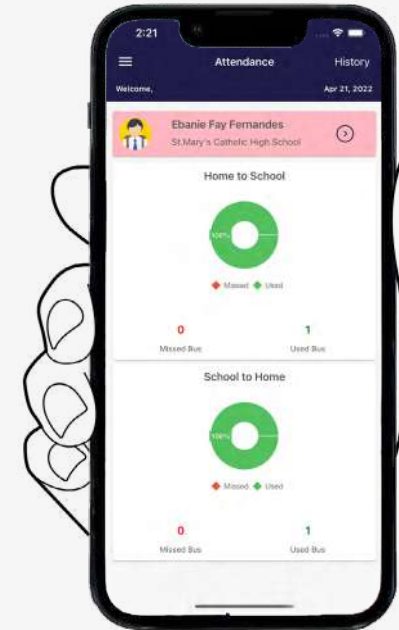 2:21
Attendance
History
Welcome,
Apr 21, 2022
Ebanie Fay Fernandes
St.Mary's Catholic High School
Home to School
100%
Missed Used
0 1
Missed Bus Used Bus
School to Home
100%
Missed Used
0 1
Missed Bus Used Bus